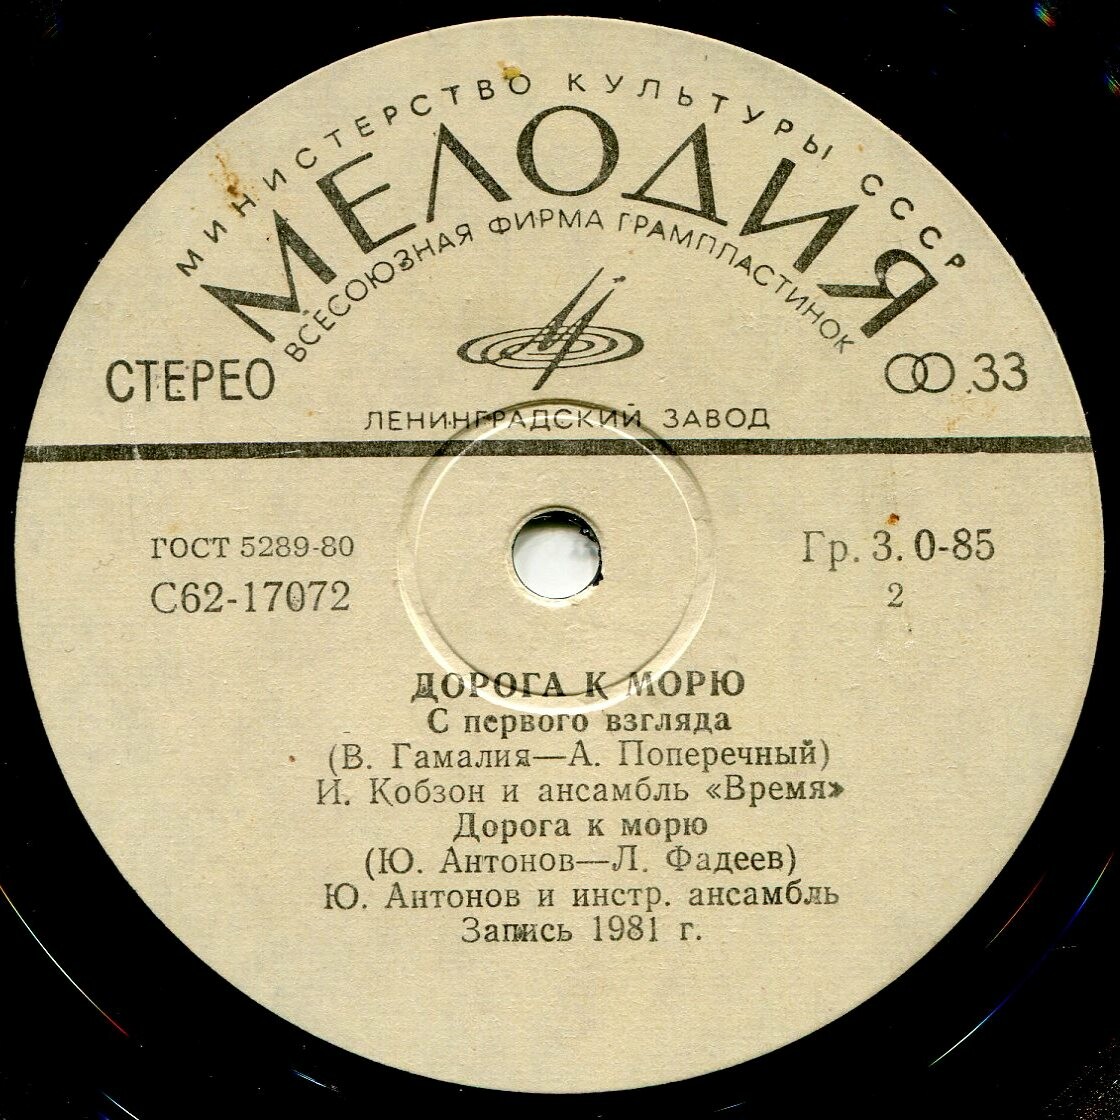 МИНИСТЕРСТВО КУЛЬТУРЫ СССР
МЕЛОДИЯ
ВСЕСОЮЗНАЯ ФИРМА ГРАМПЛАСТИНОК
СТЕРЕО
33
ЛЕНИНГРАДСКИЙ ЗАВОД
ГОСТ 5289-80
Гр. 3. 0-85
С62-17072
2
ДОРОГА К МОРЮ
С первого взгляда
(В. Гамалия—А. Поперечный)
И. Кобзон и ансамбль «Время»
Дорога к морю
(Ю. Антонов—Л. Фадеев)
Ю. Антонов и инстр. ансамбль
Запись 1981 г.